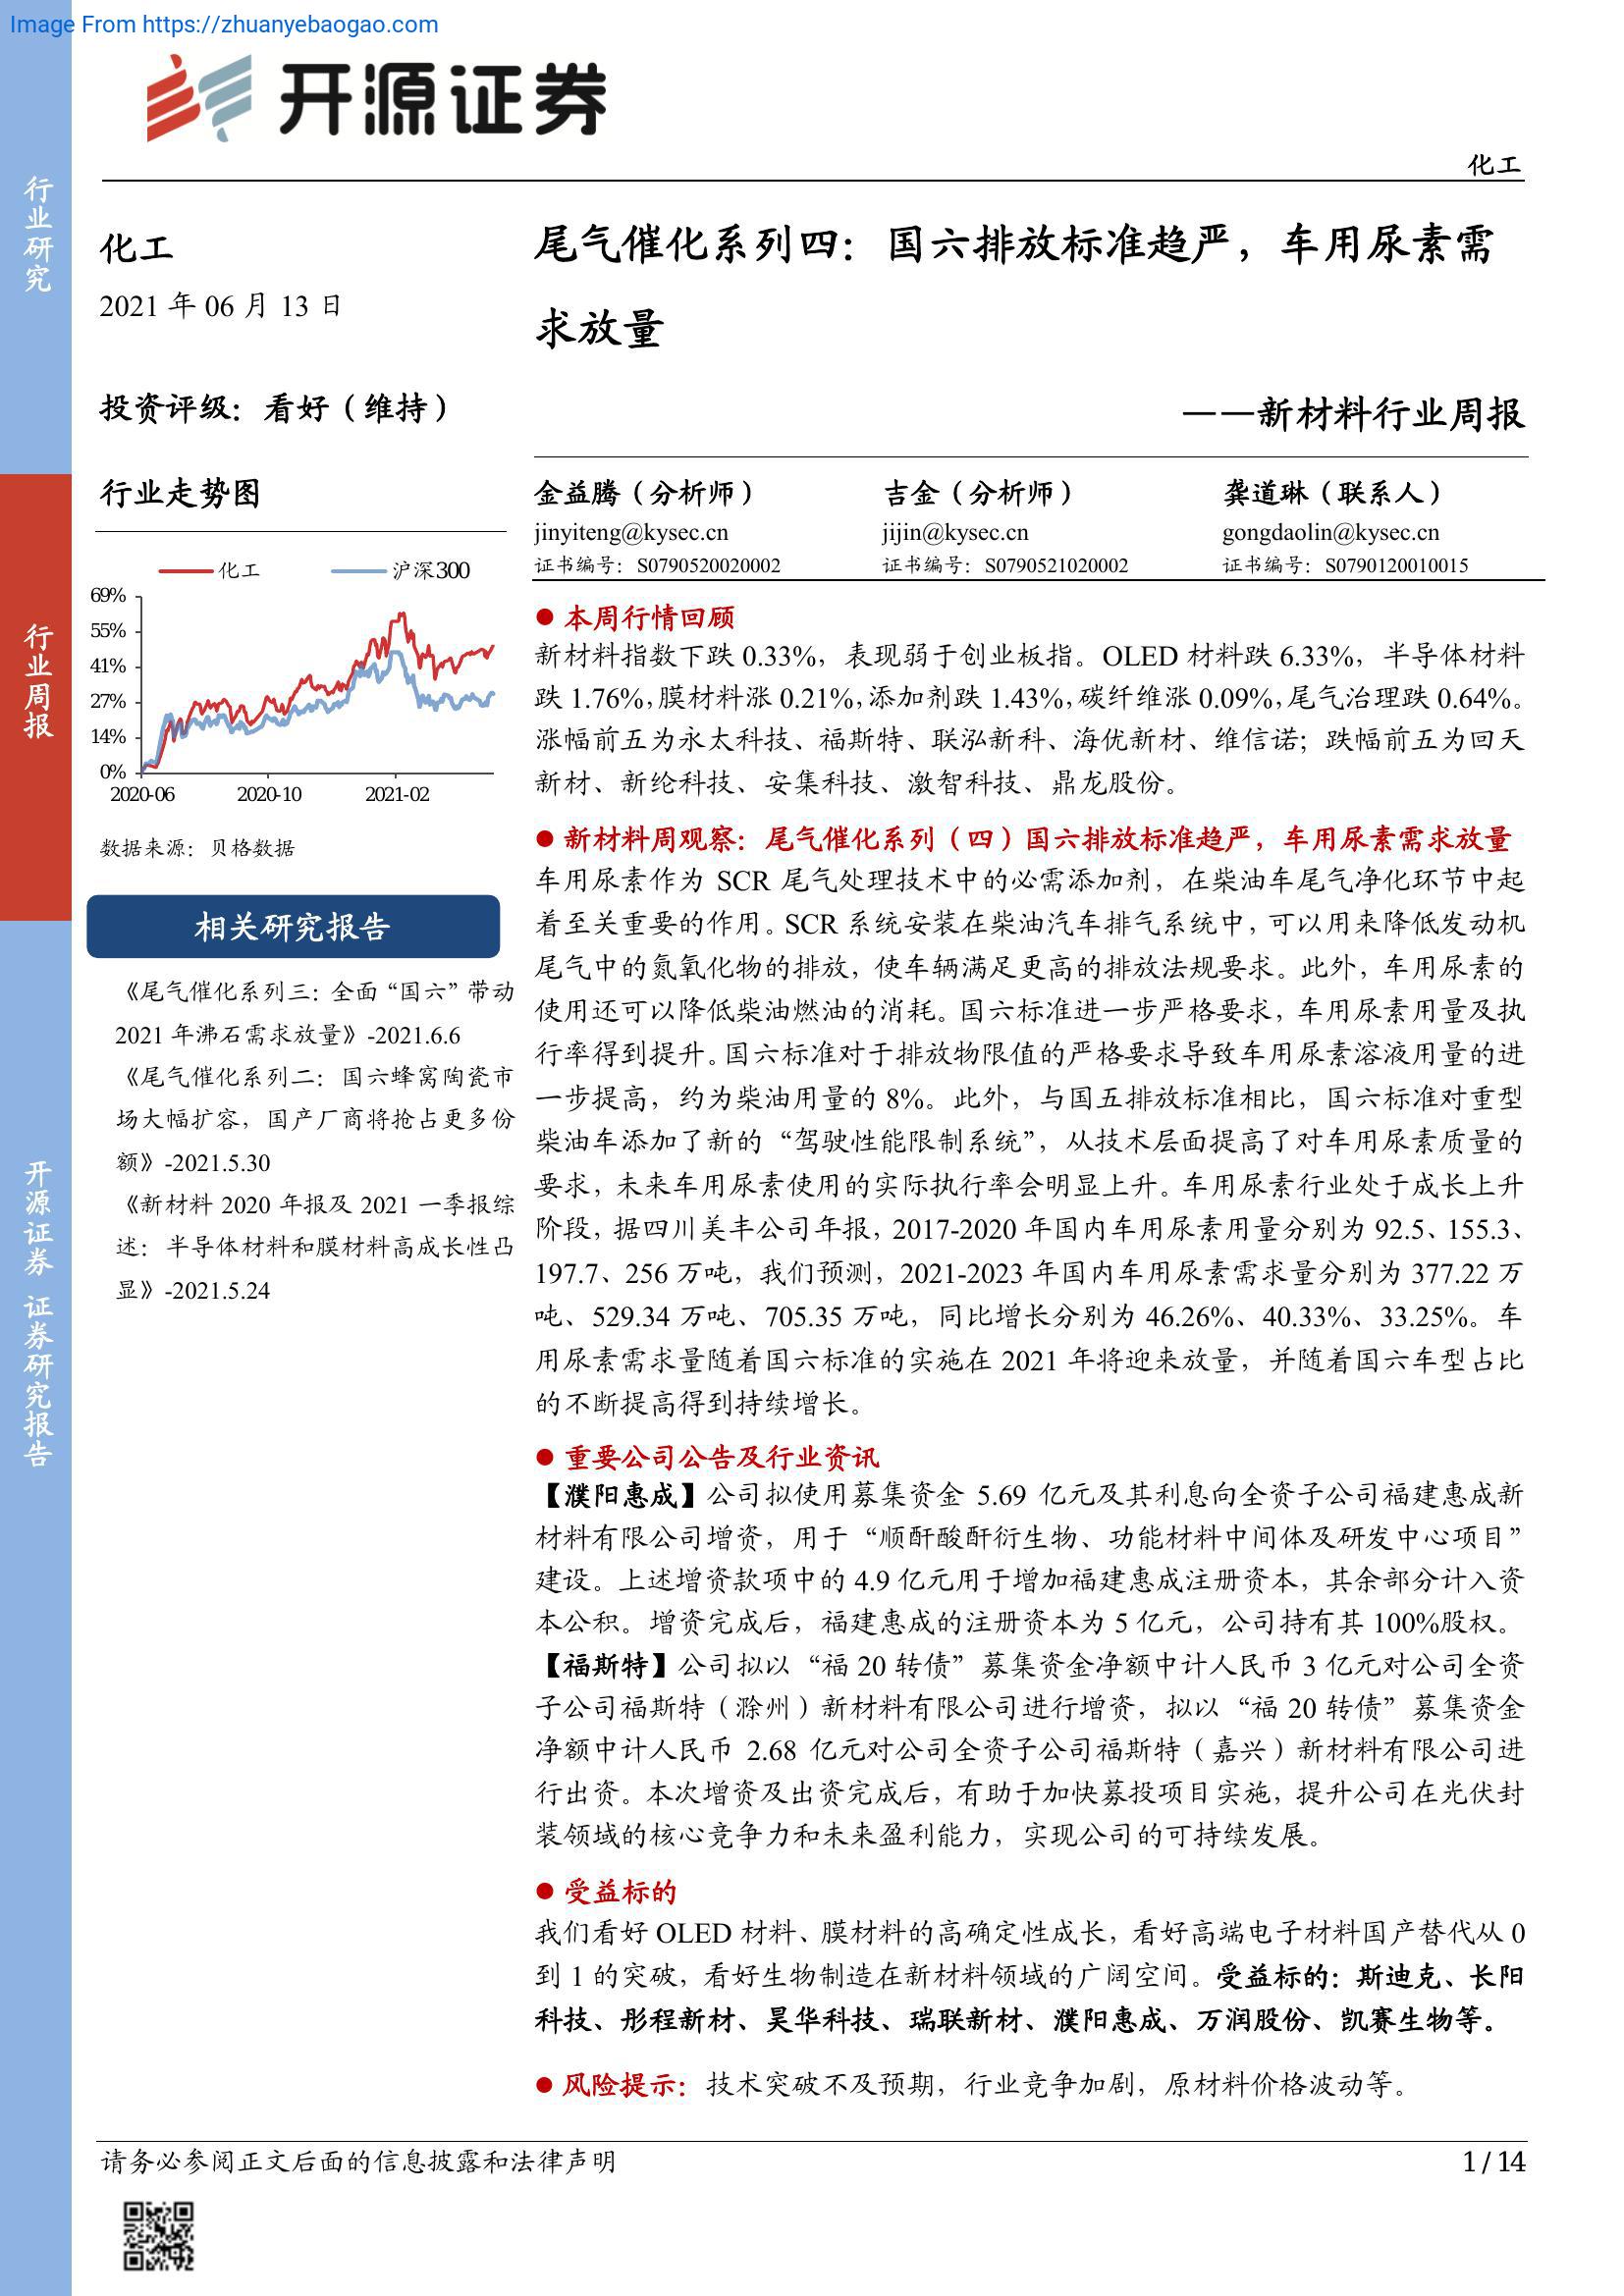 Image From https://zhuanyebaogao.com
开源证券
化工
行业研究
行业周报
开源证券 证券研究报告
化工
2021 年 06 月 13 日
投资评级：看好（维持）
行业走势图
化工 沪深300
69%
55%
41%
27%
14%
0%
2020-06 2020-10 2021-02
数据来源：贝格数据
相关研究报告
《尾气催化系列三：全面“国六”带动
2021 年沸石需求放量》-2021.6.6
《尾气催化系列二：国六蜂窝陶瓷市
场大幅扩容，国产厂商将抢占更多份
额》-2021.5.30
《新材料 2020 年报及 2021 一季报综
述：半导体材料和膜材料高成长性凸
显》-2021.5.24
尾气催化系列四：国六排放标准趋严，车用尿素需
求放量
——新材料行业周报
金益腾（分析师） 吉金（分析师） 龚道琳（联系人）
jinyiteng@kysec.cn jijin@kysec.cn gongdaolin@kysec.cn
证书编号：S0790520020002 证书编号：S0790521020002 证书编号：S0790120010015
● 本周行情回顾
新材料指数下跌 0.33%，表现弱于创业板指。OLED 材料跌 6.33%，半导体材料
跌 1.76%，膜材料涨 0.21%，添加剂跌 1.43%，碳纤维涨 0.09%，尾气治理跌 0.64%。
涨幅前五为永太科技、福斯特、联泓新科、海优新材、维信诺；跌幅前五为回天
新材、新纶科技、安集科技、激智科技、鼎龙股份。
● 新材料周观察：尾气催化系列（四）国六排放标准趋严，车用尿素需求放量
车用尿素作为 SCR 尾气处理技术中的必需添加剂，在柴油车尾气净化环节中起
着至关重要的作用。SCR 系统安装在柴油汽车排气系统中，可以用来降低发动机
尾气中的氮氧化物的排放，使车辆满足更高的排放法规要求。此外，车用尿素的
使用还可以降低柴油燃油的消耗。国六标准进一步严格要求，车用尿素用量及执
行率得到提升。国六标准对于排放物限值的严格要求导致车用尿素溶液用量的进
一步提高，约为柴油用量的 8%。此外，与国五排放标准相比，国六标准对重型
柴油车添加了新的“驾驶性能限制系统”，从技术层面提高了对车用尿素质量的
要求，未来车用尿素使用的实际执行率会明显上升。车用尿素行业处于成长上升
阶段，据四川美丰公司年报，2017-2020 年国内车用尿素用量分别为 92.5、155.3、
197.7、256 万吨，我们预测，2021-2023 年国内车用尿素需求量分别为 377.22 万
吨、529.34 万吨、705.35 万吨，同比增长分别为 46.26%、40.33%、33.25%。车
用尿素需求量随着国六标准的实施在 2021 年将迎来放量，并随着国六车型占比
的不断提高得到持续增长。
● 重要公司公告及行业资讯
【濮阳惠成】公司拟使用募集资金 5.69 亿元及其利息向全资子公司福建惠成新
材料有限公司增资，用于“顺酐酸酐衍生物、功能材料中间体及研发中心项目”
建设。上述增资款项中的 4.9 亿元用于增加福建惠成注册资本，其余部分计入资
本公积。增资完成后，福建惠成的注册资本为 5 亿元，公司持有其 100%股权。
【福斯特】公司拟以“福 20 转债”募集资金净额中计人民币 3 亿元对公司全资
子公司福斯特（滁州）新材料有限公司进行增资，拟以“福 20 转债”募集资金
净额中计人民币 2.68 亿元对公司全资子公司福斯特（嘉兴）新材料有限公司进
行出资。本次增资及出资完成后，有助于加快募投项目实施，提升公司在光伏封
装领域的核心竞争力和未来盈利能力，实现公司的可持续发展。
● 受益标的
我们看好 OLED 材料、膜材料的高确定性成长，看好高端电子材料国产替代从 0
到 1 的突破，看好生物制造在新材料领域的广阔空间。受益标的：斯迪克、长阳
科技、彤程新材、昊华科技、瑞联新材、濮阳惠成、万润股份、凯赛生物等。
● 风险提示：技术突破不及预期，行业竞争加剧，原材料价格波动等。
请务必参阅正文后面的信息披露和法律声明 1 / 14